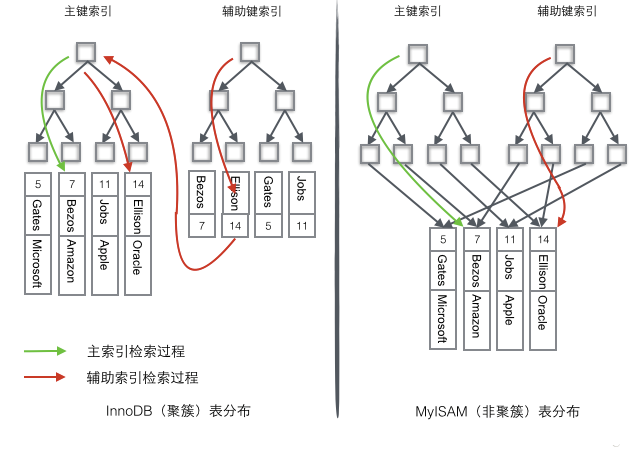 主键索引
辅助键索引
5
Gates
Microsoft
7
Bezos
Amazon
11
Jobs
Apple
14
Ellison
Oracle
Bezos
7
Ellison
14
Gates
5
Jobs
11
主索引检索过程
辅助索引检索过程
InnoDB（聚簇）表分布
主键索引
辅助键索引
5
Gates
Microsoft
7
Bezos
Amazon
11
Jobs
Apple
14
Ellison
Oracle
MyISAM（非聚簇）表分布